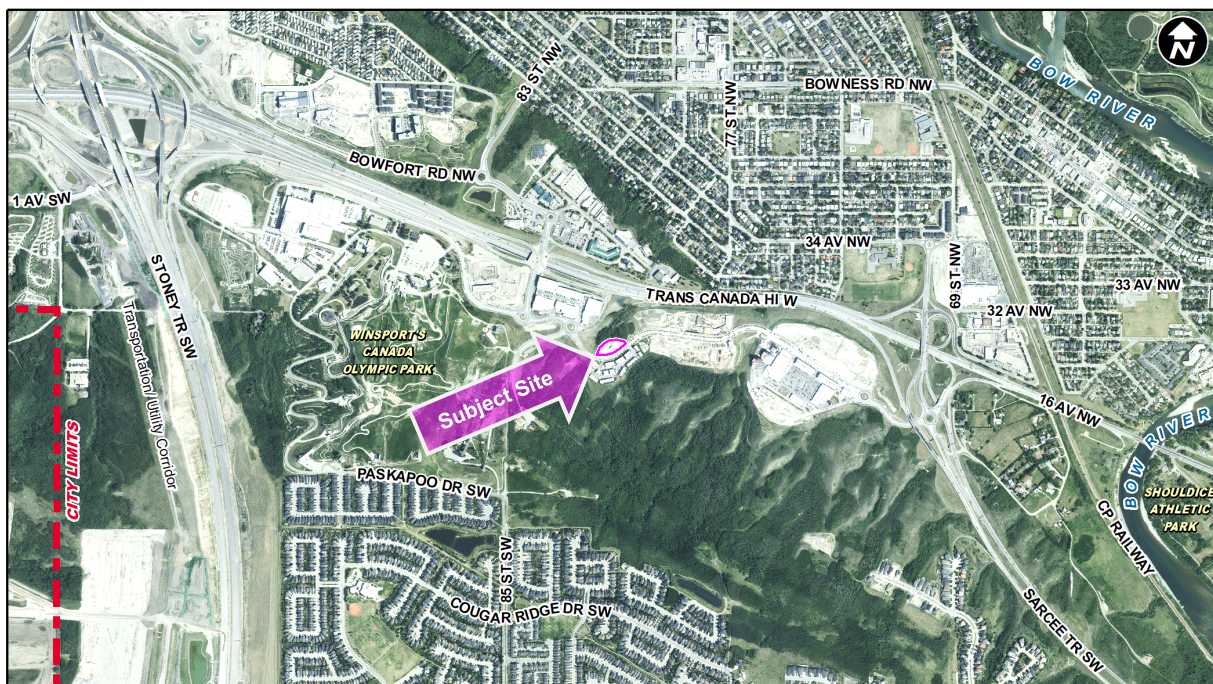 N
83 ST NW
BOWNESS RD NW
BOW RIVER
77 ST NW
BOWFORT RD NW
1 AV SW
34 AV NW
69 ST NW
33 AV NW
STONEY TR SW
TRANS CANADA HI W
32 AV NW
Transportation/ Utility Corridor
WINSPORT'S
CANADA
OLYMPIC PARK
Subject Site
16 AV NW
CITY LIMITS
PASKAPOO DR SW
BOW RIVER
SHOULDICE
ATHLETIC
PARK
CP RAILWAY
85 ST SW
COUGAR RIDGE DR SW
SARCEE TR SW